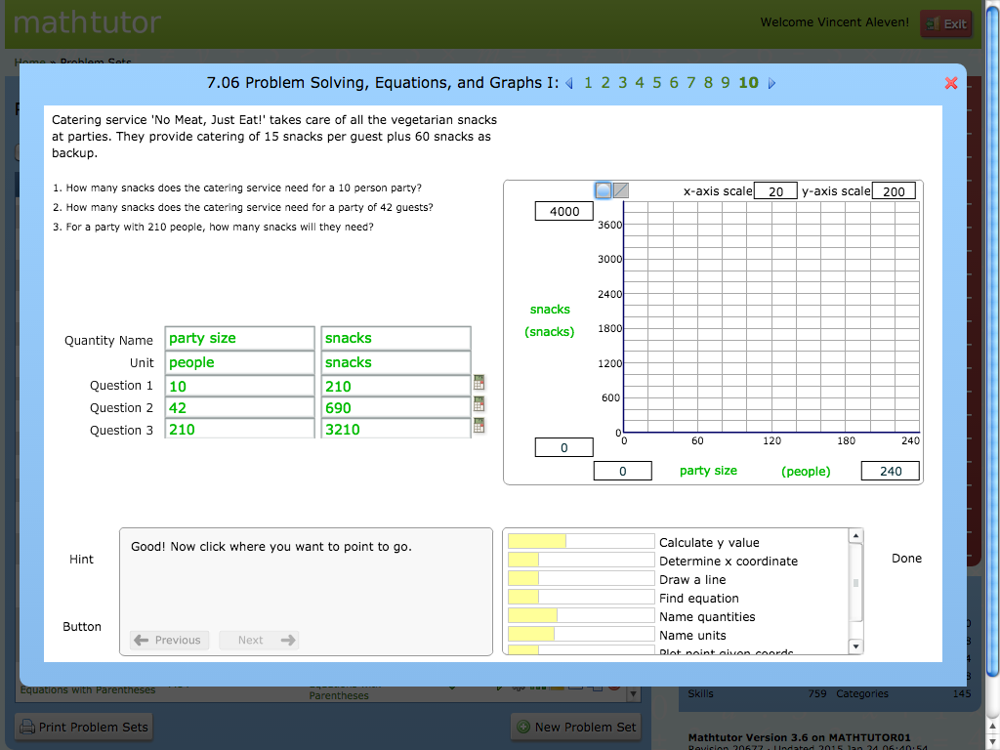 mathtutor
Welcome Vincent Aleven!
Exit
Home » Problem Sets
7.06 Problem Solving, Equations, and Graphs I: 1 2 3 4 5 6 7 8 9 10
Catering service 'No Meat, Just Eat!' takes care of all the vegetarian snacks
at parties. They provide catering of 15 snacks per guest plus 60 snacks as
backup.
1. How many snacks does the catering service need for a 10 person party?
2. How many snacks does the catering service need for a party of 42 guests?
3. For a party with 210 people, how many snacks will they need?
Quantity Name party size snacks
Unit people snacks
Question 1 10 210
Question 2 42 690
Question 3 210 3210
x-axis scale 20 y-axis scale 200
4000
3600
3000
2400
1800
1200
600
0
snacks
(snacks)
0
0 60 120 180 240
0 party size (people) 240
Hint
Button
Good! Now click where you want to point to go.
Previous Next
Calculate y value
Determine x coordinate
Draw a line
Find equation
Name quantities
Name units
Plot point given coords
Done
Equations with Parentheses
Parentheses
Skills 759 Categories 145
Print Problem Sets
New Problem Set
Mathtutor Version 3.6 on MATHTUTOR01
Revision 20677 - Updated 2015 Jan 24 06:40:54